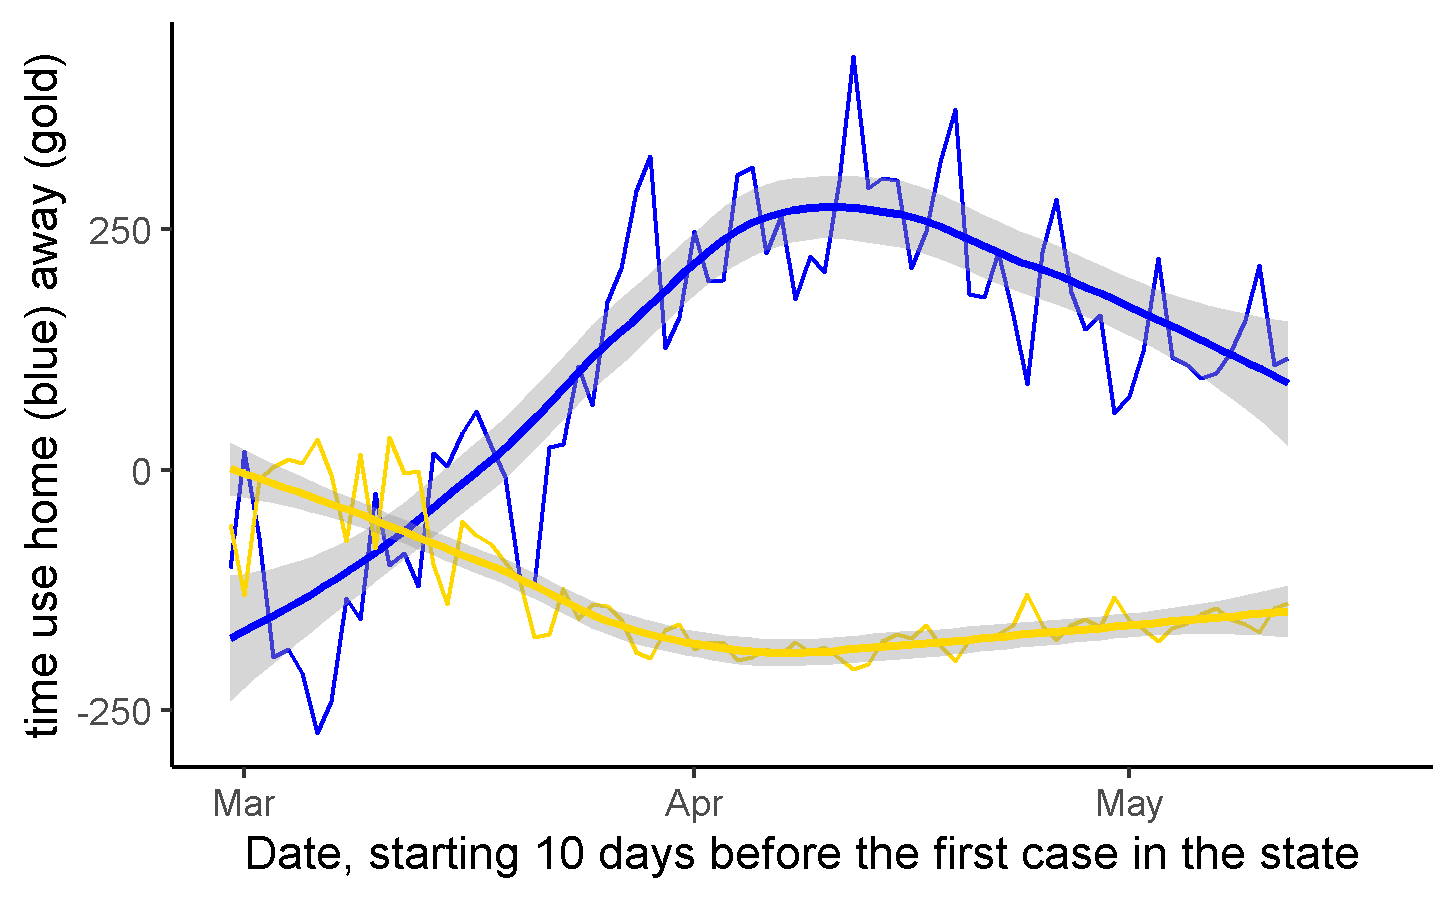 time use home (blue) away (gold)
250
0
-250
Mar
Apr
May
Date, starting 10 days before the first case in the state